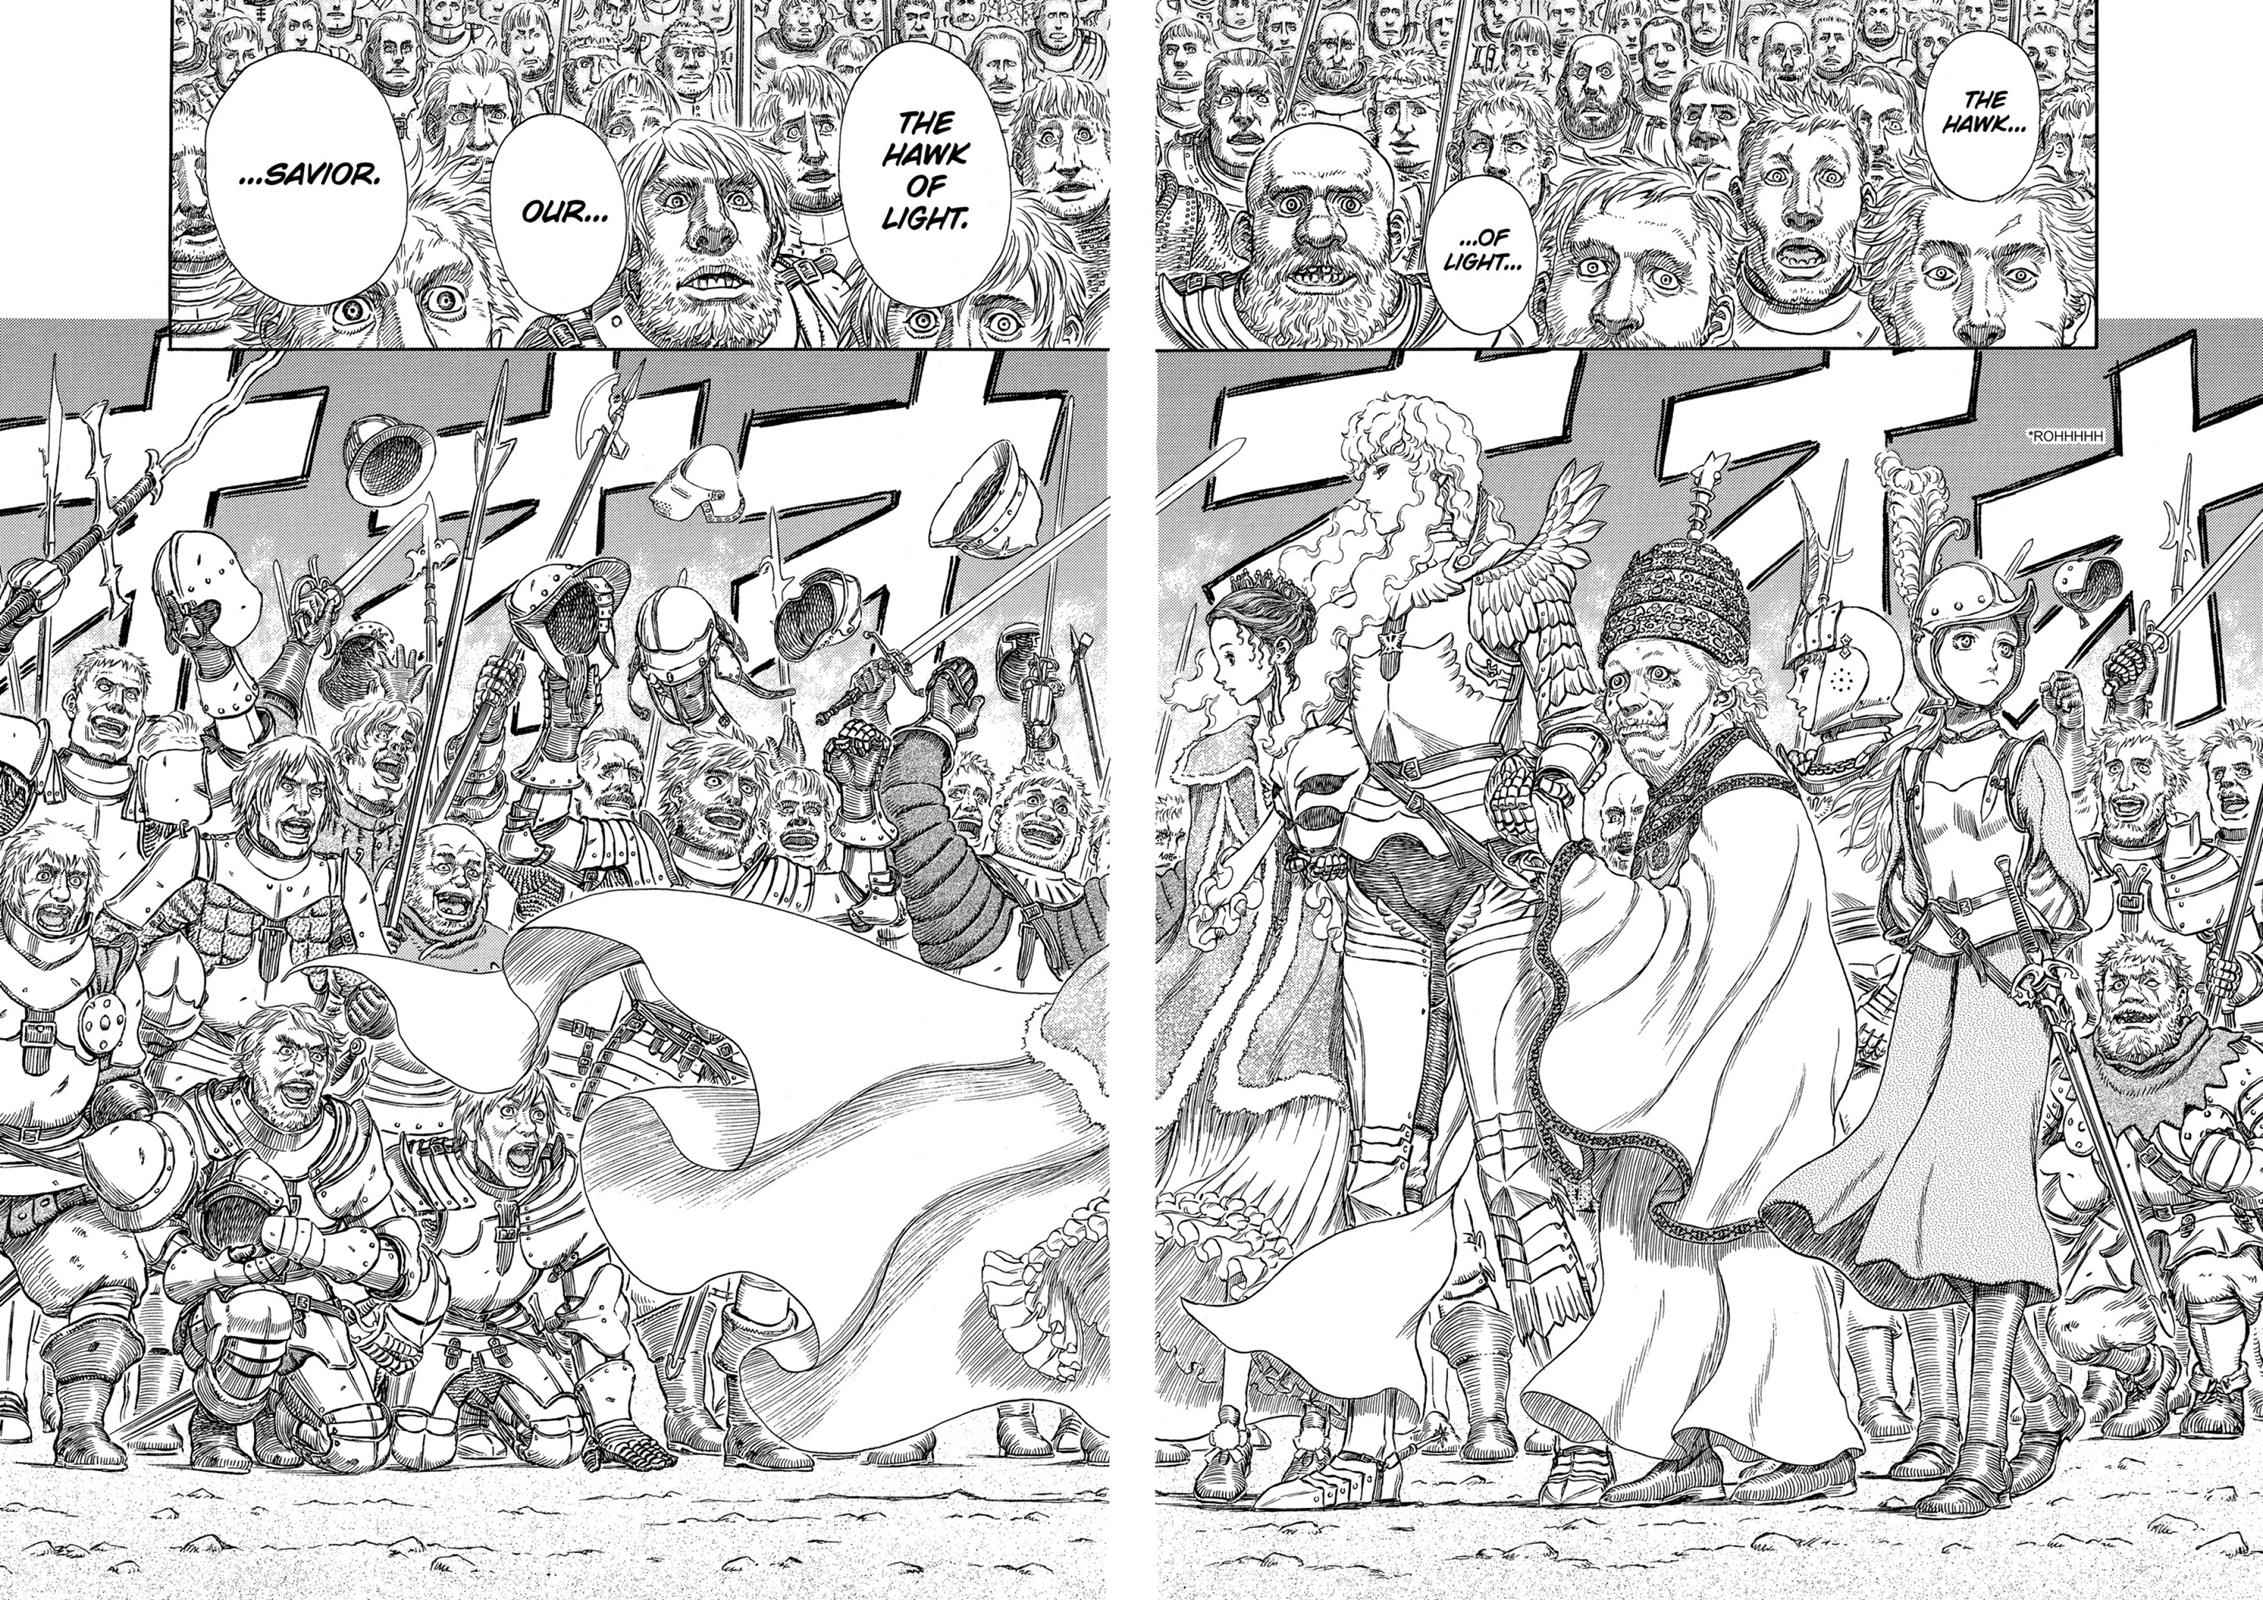 THE
HAWK...
...OF
LIGHT...
THE
HAWK
OF
LIGHT.
OUR...
...SAVIOR.
*ROHHHHH